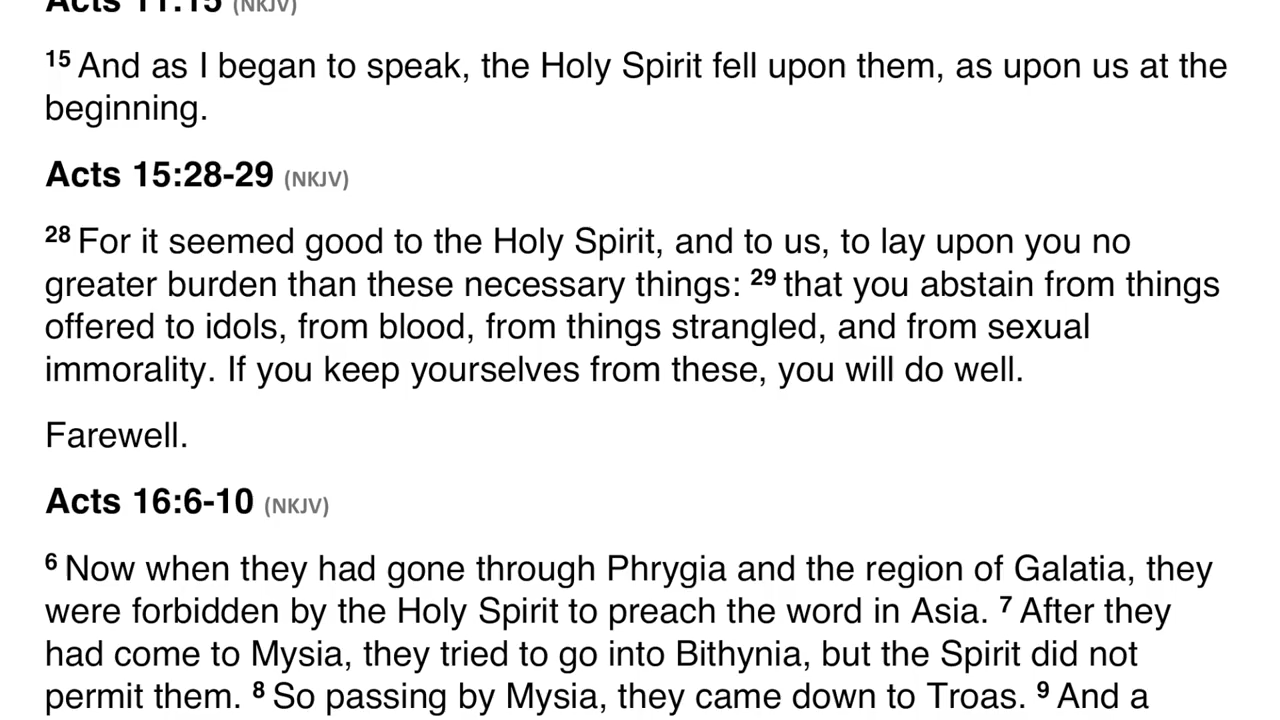 Acts 11:15 (NKJV)
15 And as I began to speak, the Holy Spirit fell upon them, as upon us at the
beginning.
Acts 15:28-29 (NKJV)
28 For it seemed good to the Holy Spirit, and to us, to lay upon you no
greater burden than these necessary things: 29 that you abstain from things
offered to idols, from blood, from things strangled, and from sexual
immorality. If you keep yourselves from these, you will do well.
Farewell.
Acts 16:6-10 (NKJV)
6 Now when they had gone through Phrygia and the region of Galatia, they
were forbidden by the Holy Spirit to preach the word in Asia. 7 After they
had come to Mysia, they tried to go into Bithynia, but the Spirit did not
permit them. 8 So passing by Mysia, they came down to Troas. 9 And a